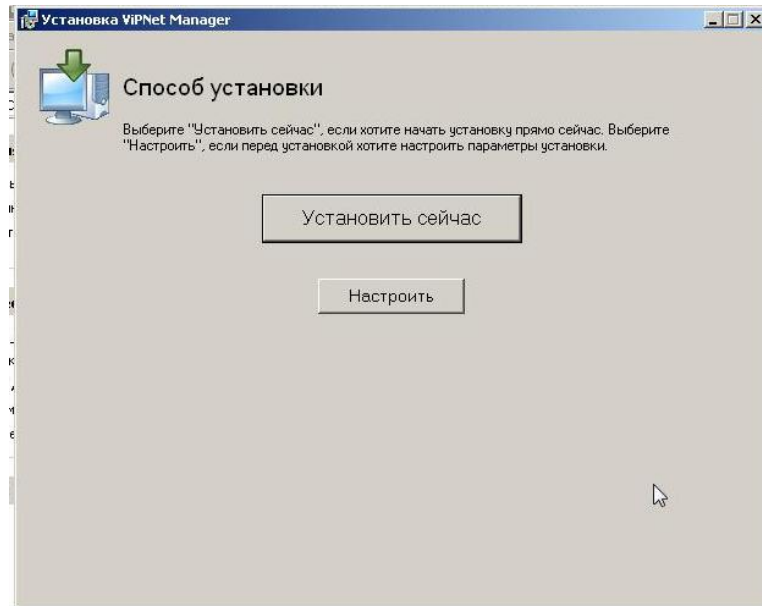 Установка ViPNet Manager
Способ установки
Выберите "Установить сейчас", если хотите начать установку прямо сейчас. Выберите
"Настроить", если перед установкой хотите настроить параметры установки.
Установить сейчас
Настроить